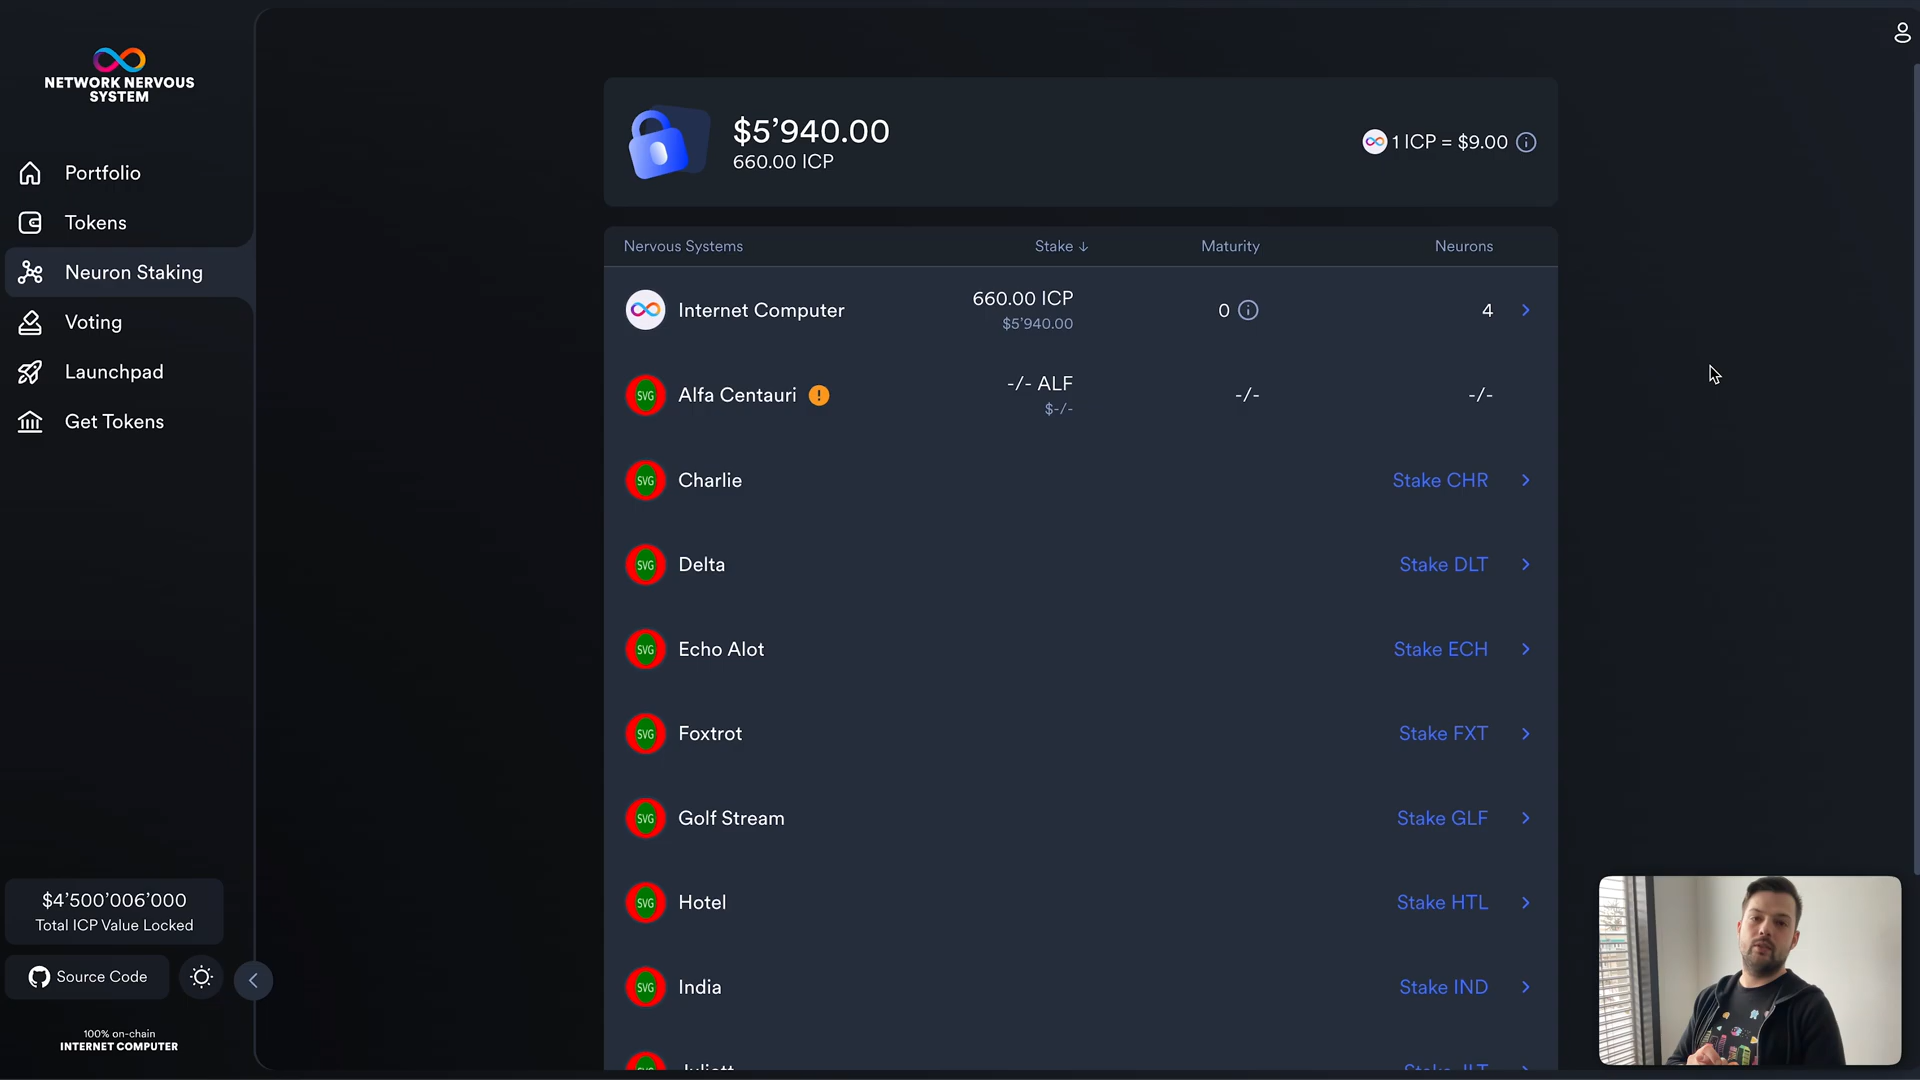 NETWORK NERVOUS
SYSTEM
Portfolio
Tokens
Neuron Staking
Voting
Launchpad
Get Tokens
$4’500’006’000
Total ICP Value Locked
Source Code
100% on-chain
INTERNET COMPUTER
$5’940.00
660.00 ICP
1 ICP = $9.00
Nervous Systems Stake Maturity Neurons
Internet Computer 660.00 ICP 0 4
$5’940.00
Alfa Centauri -/- ALF -/- -/-
$-/-
SVG
Charlie Stake CHR
SVG
Delta Stake DLT
SVG
Echo Alot Stake ECH
SVG
Foxtrot Stake FXT
SVG
Golf Stream Stake GLF
SVG
Hotel Stake HTL
SVG
India Stake IND
SVG